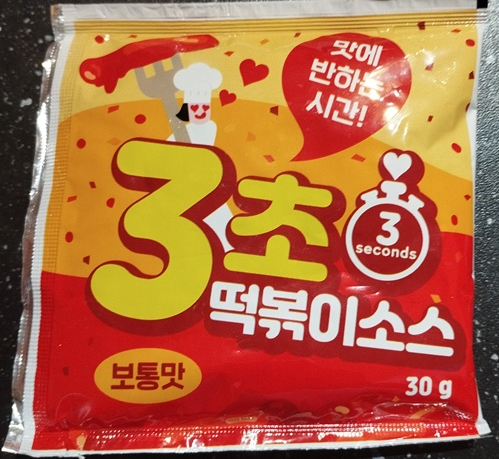 맛에
반하는
시간!
3초
3
seconds
떡볶이소스
보통맛
30 g